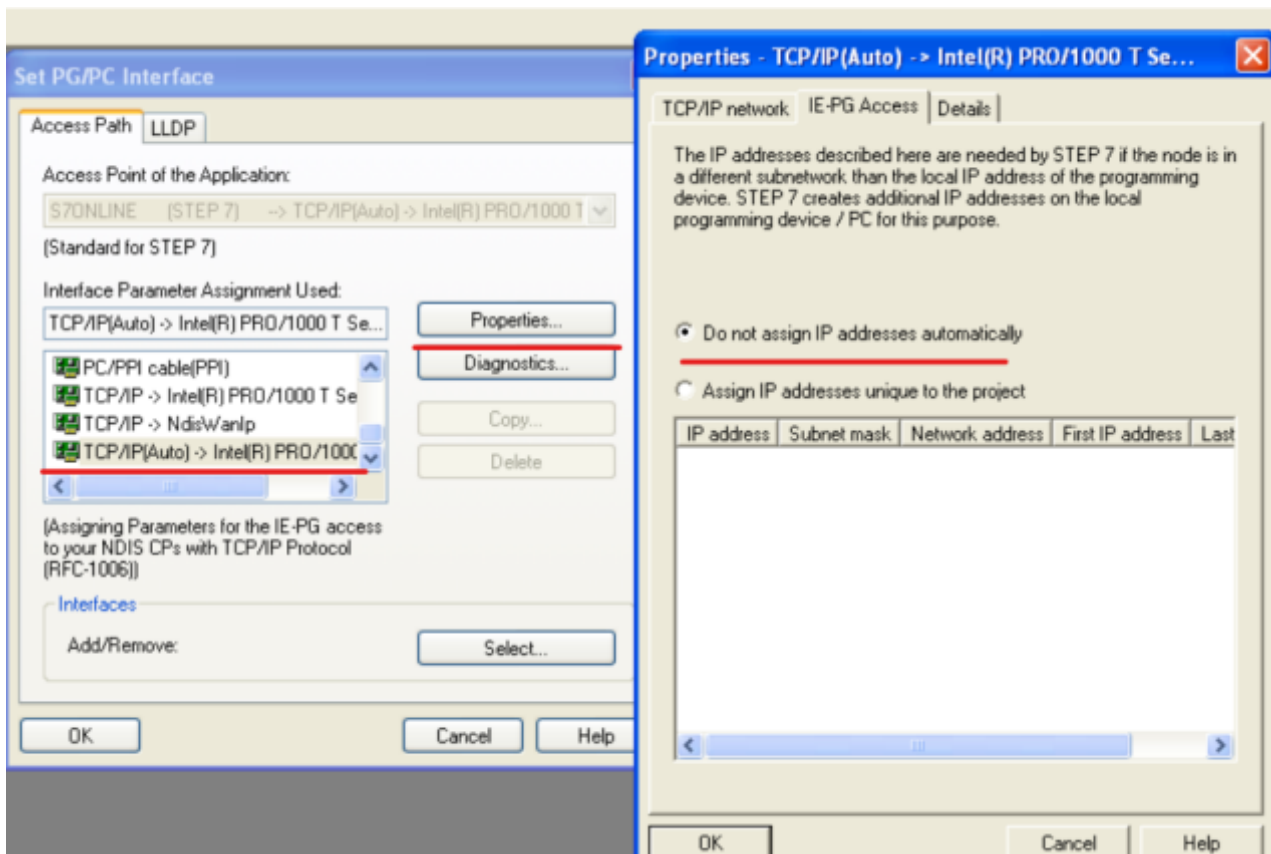 Set PG/PC Interface
Access Path
LLDP
Access Point of the Application:
S7ONLINE (STEP 7) --> TCP/IP(Auto) -> Intel(R) PRO/1000 T
(Standard for STEP 7)
Interface Parameter Assignment Used:
TCP/IP(Auto) -> Intel(R) PRO/1000 T Se...
Properties...
PC/PPI cable(PPI)
Diagnostics...
TCP/IP -> Intel(R) PRO/1000 T Se
TCP/IP -> NdisWanIp
Copy...
TCP/IP(Auto) -> Intel(R) PRO/1000
Delete
(Assigning Parameters for the IE-PG access
to your NDIS CPs with TCP/IP Protocol
(RFC-1006))
Interfaces
Add/Remove:
Select...
OK
Cancel
Help
Properties - TCP/IP(Auto) -> Intel(R) PRO/1000 T Se...
TCP/IP network
IE-PG Access
Details
The IP addresses described here are needed by STEP 7 if the node is in
a different subnetwork than the local IP address of the programming
device. STEP 7 creates additional IP addresses on the local
programming device / PC for this purpose.
Do not assign IP addresses automatically
Assign IP addresses unique to the project
IP address Subnet mask Network address First IP address Last
OK
Cancel
Help